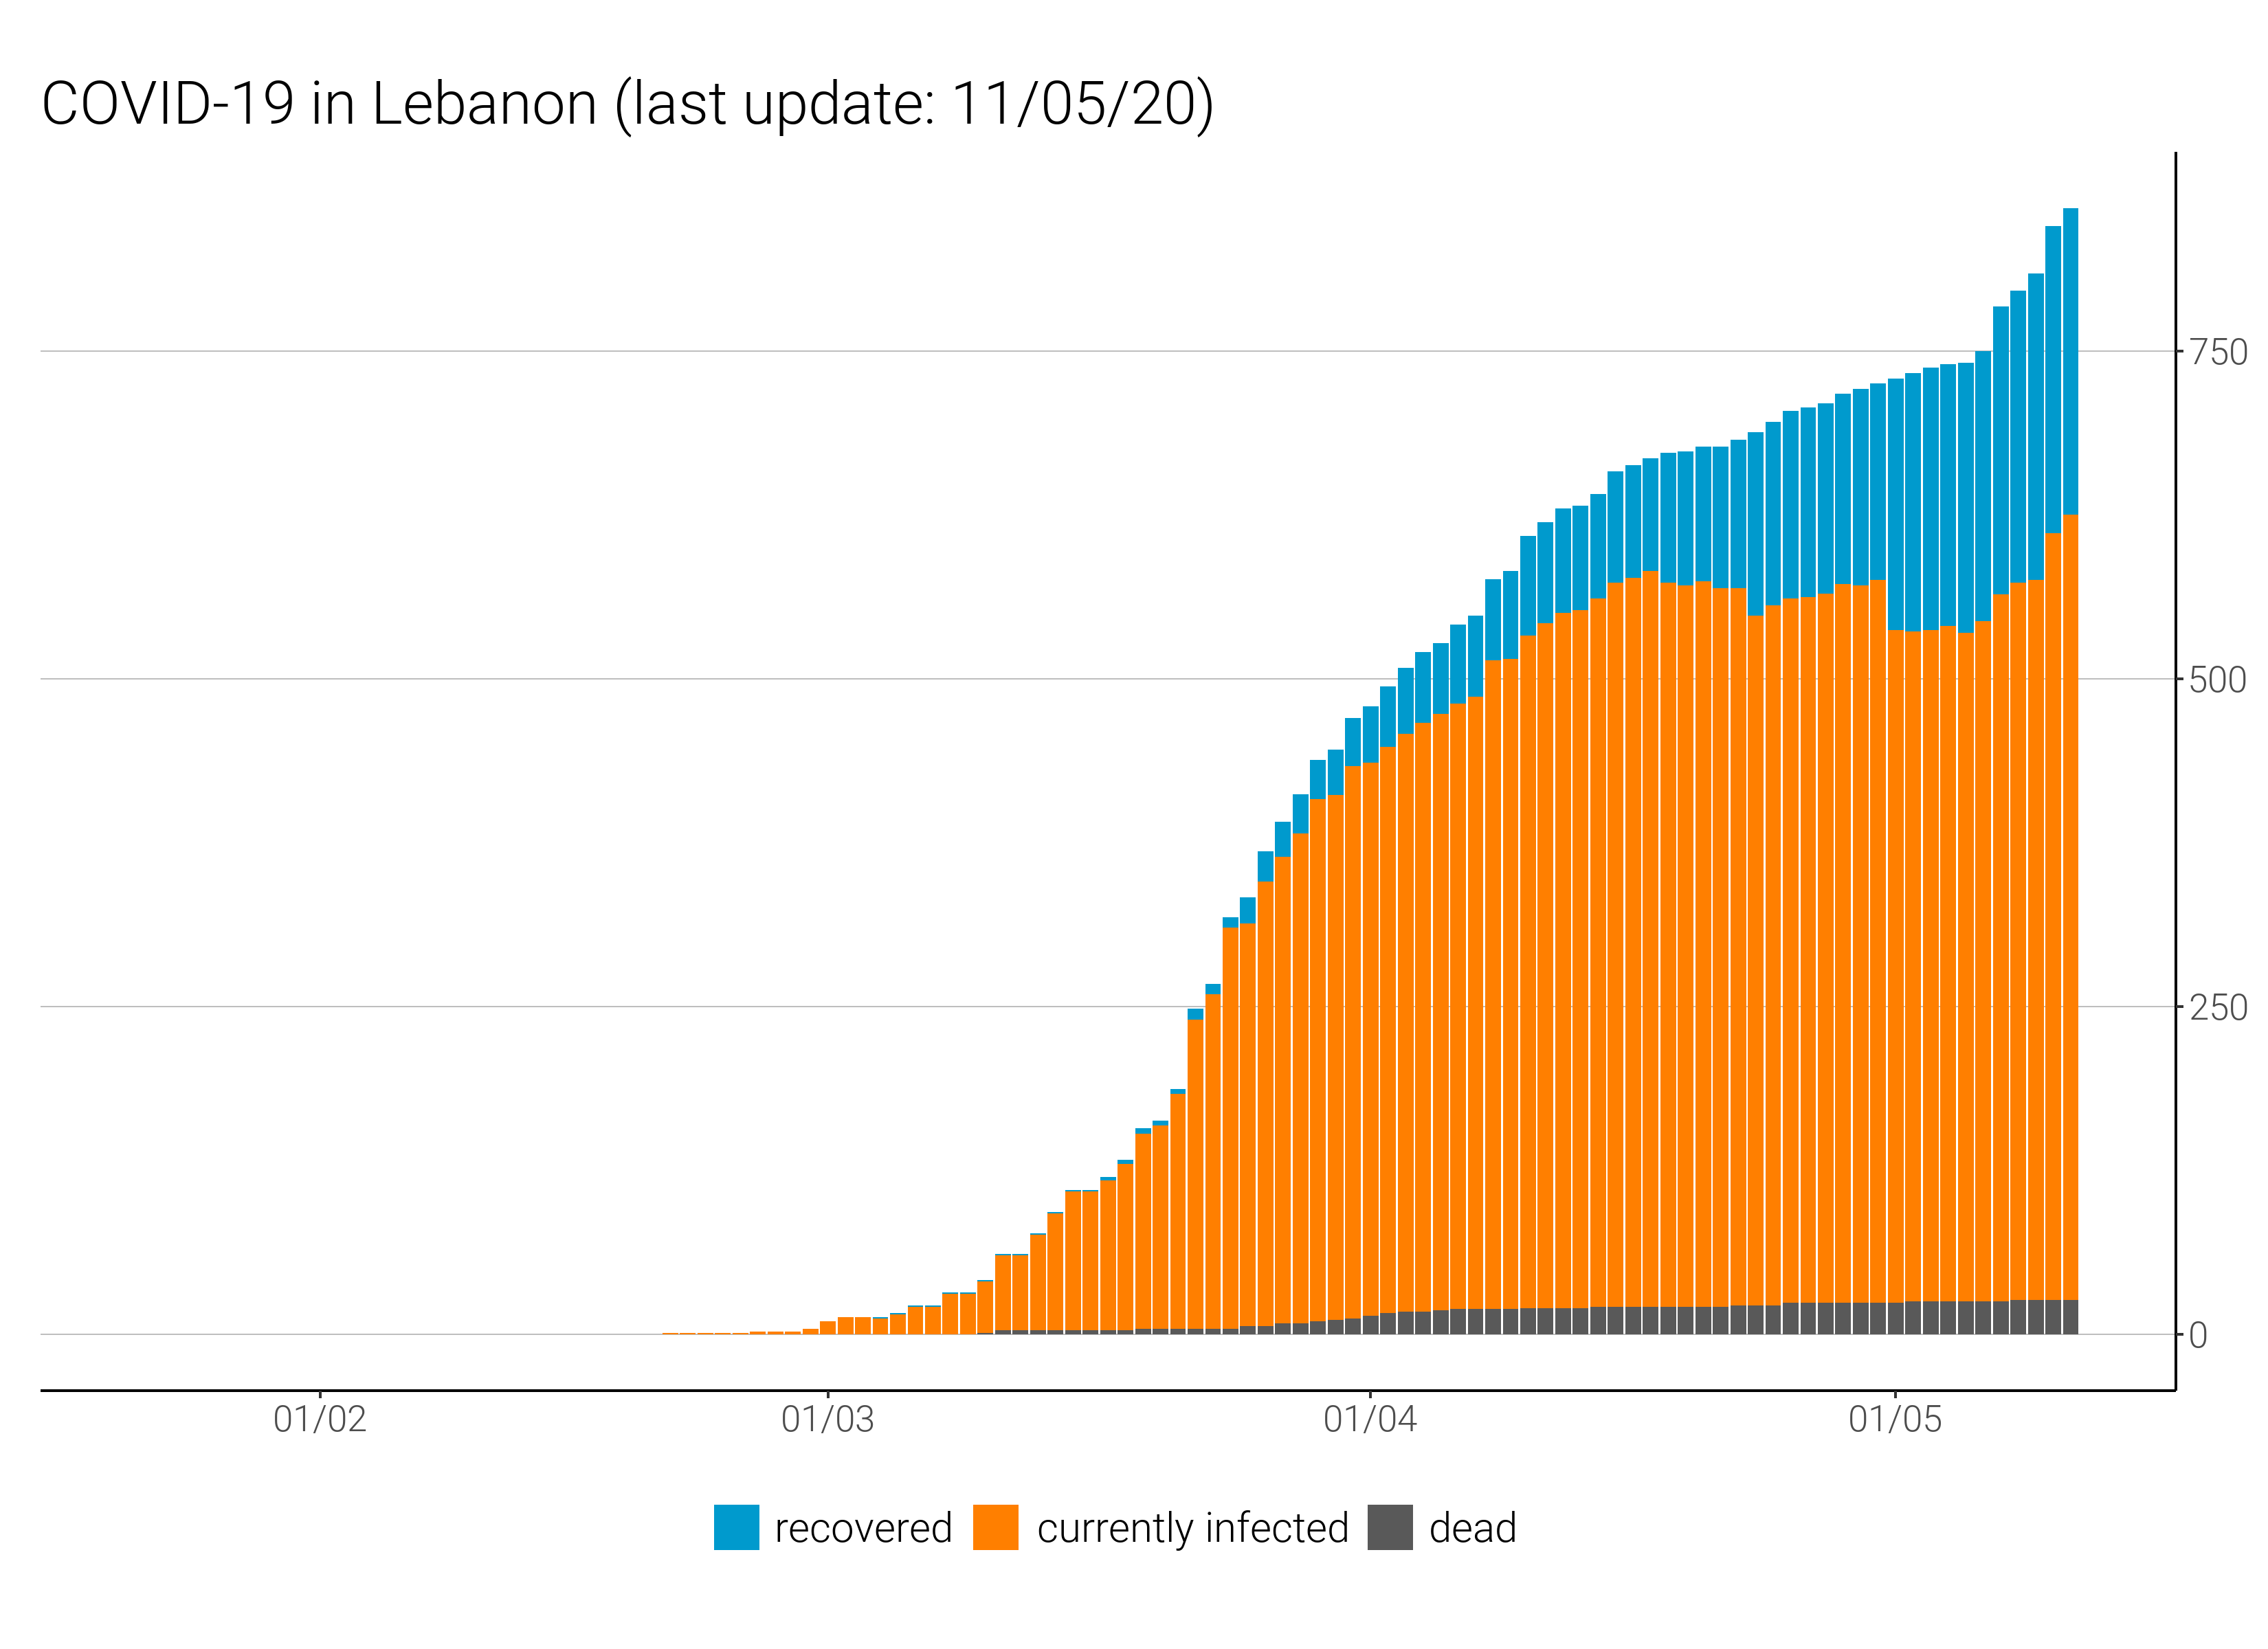 COVID-19 in Lebanon (last update: 11/05/20)
750
500
250
0
01/02 01/03 01/04 01/05
recovered currently infected dead